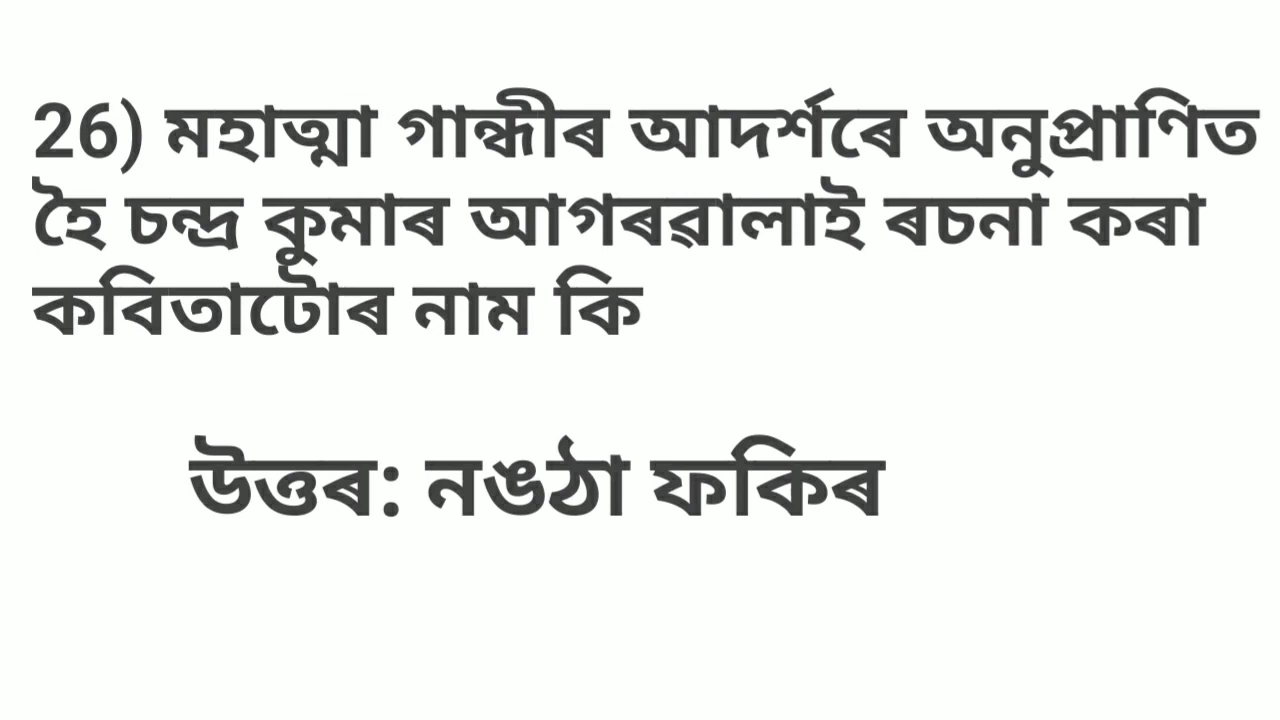 26) মহাত্মা গান্ধীৰ আদৰ্শৰে অনুপ্ৰাণিত
হৈ চন্দ্ৰ কুমাৰ আগৰৱালাই ৰচনা কৰা
কবিতাটোৰ নাম কি
উত্তৰ: নঙঠা ফকিৰ